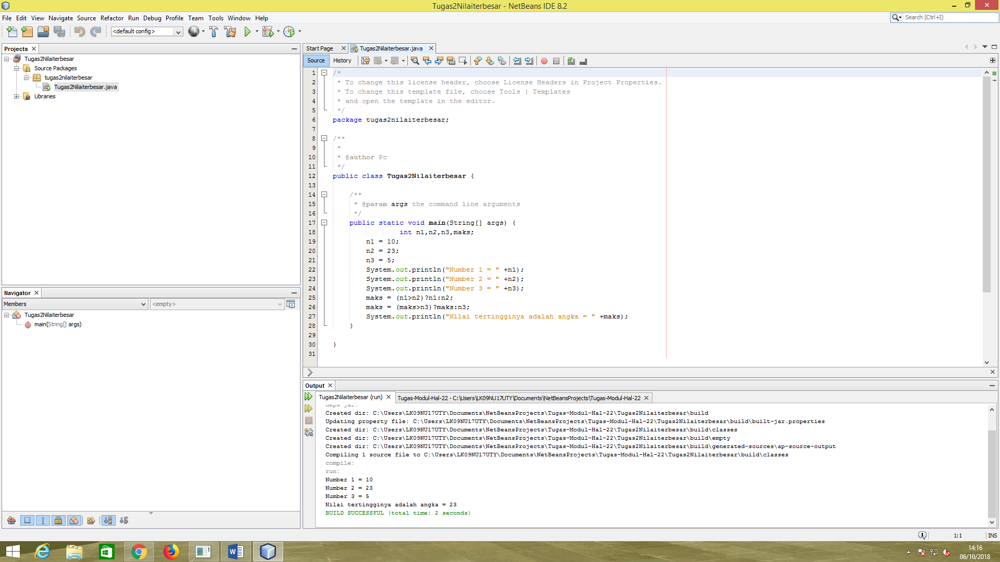 Tugas2Nilaiterbesar - NetBeans IDE 8.2
File Edit View Navigate Source Refactor Run Debug Profile Team Tools Window Help
Search (Ctrl+I)
<default config>
Projects
Tugas2Nilaiterbesar
Source Packages
tugas2nilaiterbesar
Tugas2Nilaiterbesar.java
Libraries
Navigator
Members
<empty>
Tugas2Nilaiterbesar
main(String[] args)
Start Page
Tugas2Nilaiterbesar.java
Source History
1 /*
2 * To change this license header, choose License Headers in Project Properties.
3 * To change this template file, choose Tools | Templates
4 * and open the template in the editor.
5 */
6 package tugas2nilaiterbesar;
7
8 /**
9 *
10 * @author Pc
11 */
12 public class Tugas2Nilaiterbesar {
13
14 /**
15 * @param args the command line arguments
16 */
17 public static void main(String[] args) {
18 int n1,n2,n3,maks;
19 n1 = 10;
20 n2 = 23;
21 n3 = 5;
22 System.out.println("Number 1 = " +n1);
23 System.out.println("Number 2 = " +n2);
24 System.out.println("Number 3 = " +n3);
25 maks = (n1>n2)?n1:n2;
26 maks = (maks>n3)?maks:n3;
27 System.out.println("Nilai tertingginya adalah angka = " +maks);
28 }
29
30 }
31
Output
Tugas2Nilaiterbesar (run)
Tugas-Modul-Hal-22 - C:\Users\LK09NU17UTY\Documents\NetBeansProjects\Tugas-Modul-Hal-22
deps-jar:
Created dir: C:\Users\LK09NU17UTY\Documents\NetBeansProjects\Tugas-Modul-Hal-22\Tugas2Nilaiterbesar\build
Updating property file: C:\Users\LK09NU17UTY\Documents\NetBeansProjects\Tugas-Modul-Hal-22\Tugas2Nilaiterbesar\build\built-jar.properties
Created dir: C:\Users\LK09NU17UTY\Documents\NetBeansProjects\Tugas-Modul-Hal-22\Tugas2Nilaiterbesar\build\classes
Created dir: C:\Users\LK09NU17UTY\Documents\NetBeansProjects\Tugas-Modul-Hal-22\Tugas2Nilaiterbesar\build\empty
Created dir: C:\Users\LK09NU17UTY\Documents\NetBeansProjects\Tugas-Modul-Hal-22\Tugas2Nilaiterbesar\build\generated-sources\ap-source-output
Compiling 1 source file to C:\Users\LK09NU17UTY\Documents\NetBeansProjects\Tugas-Modul-Hal-22\Tugas2Nilaiterbesar\build\classes
compile:
run:
Number 1 = 10
Number 2 = 23
Number 3 = 5
Nilai tertingginya adalah angka = 23
BUILD SUCCESSFUL (total time: 2 seconds)
1
1:1
INS
14:16
06/10/2018